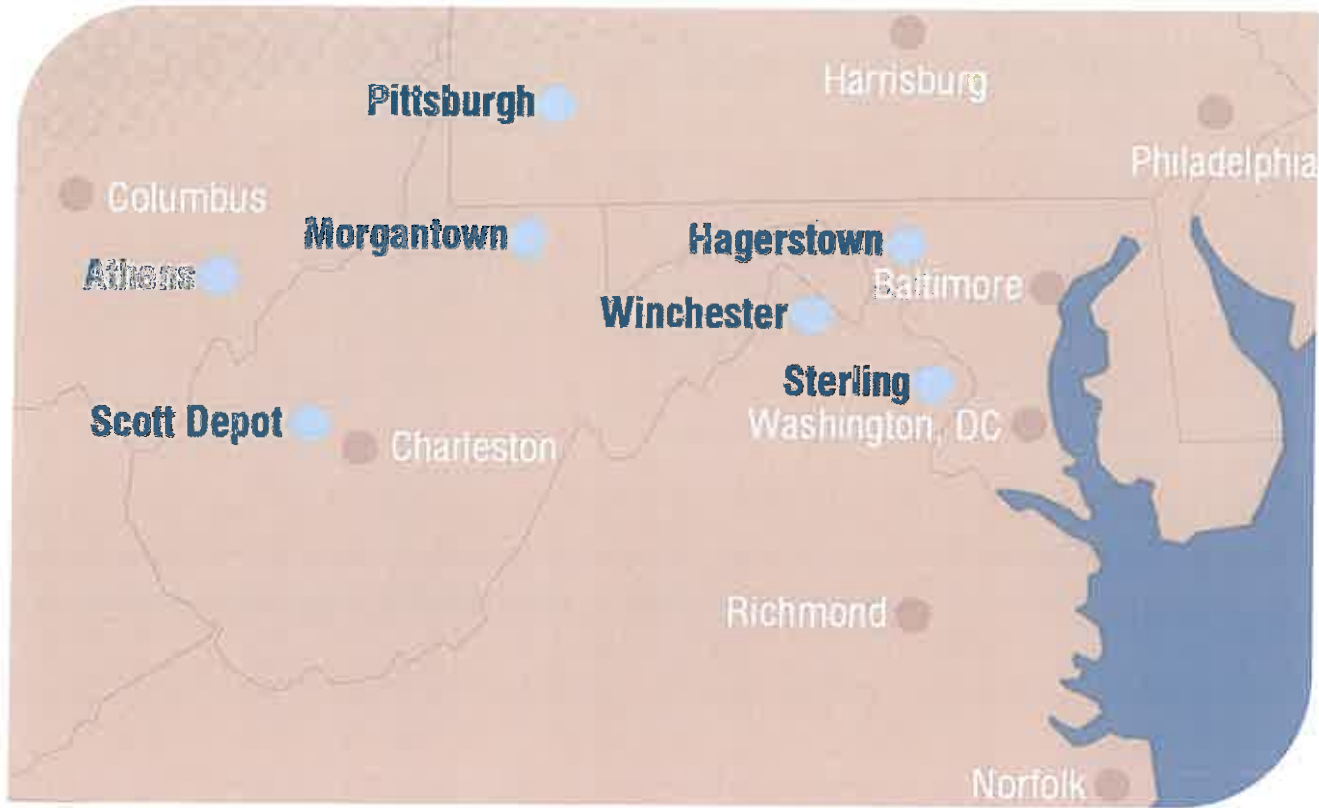 Harrisburg
Pittsburgh
Philadelphia
Columbus
Morgantown
Hagerstown
Athens
Baltimore
Winchester
Sterling
Scott Depot
Washington, DC
Charleston
Richmond
Norfolk